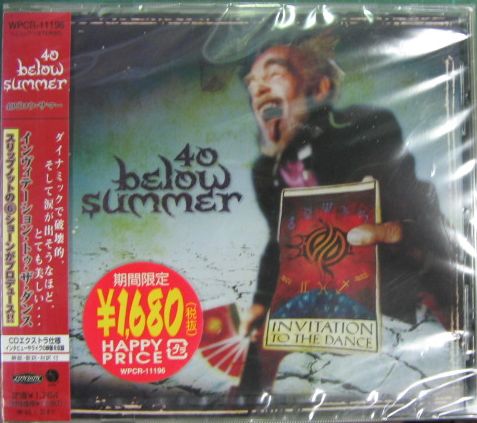 WPCR-11196
40
below
summer
ダイナミックで破壊的、
そして涙が出そうなほど、
とても美しい...
インヴィテーション・トゥ・ザ・ダンス
スリップノットの⑥ショーンがプロデュース!!
CDエクストラ仕様
40
below
summer
INVITATION
TO THE DANCE
期間限定
¥1,680
(税抜)
HAPPY
PRICE
WPCR-11196